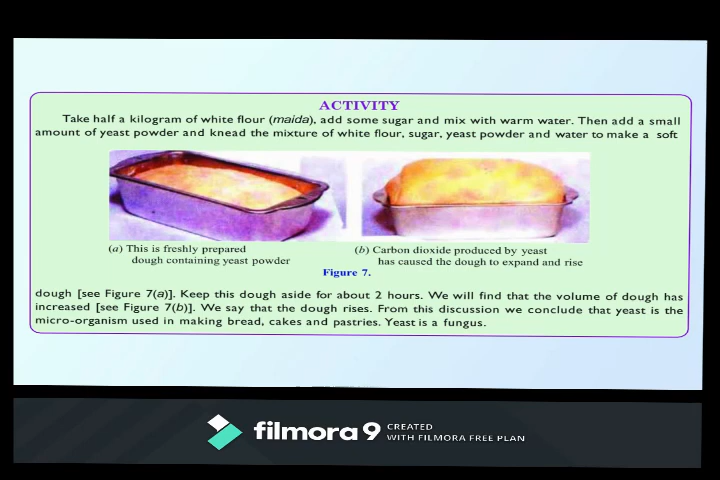 ACTIVITY
Take half a kilogram of white flour (maida), add some sugar and mix with warm water. Then add a small
amount of yeast powder and knead the mixture of white flour, sugar, yeast powder and water to make a soft
(a) This is freshly prepared
dough containing yeast powder
(b) Carbon dioxide produced by yeast
has caused the dough to expand and rise
Figure 7.
dough [see Figure 7(a)]. Keep this dough aside for about 2 hours. We will find that the volume of dough has
increased [see Figure 7(b)]. We say that the dough rises. From this discussion we conclude that yeast is the
micro-organism used in making bread, cakes and pastries. Yeast is a fungus.
filmora 9
CREATED
WITH FILMORA FREE PLAN